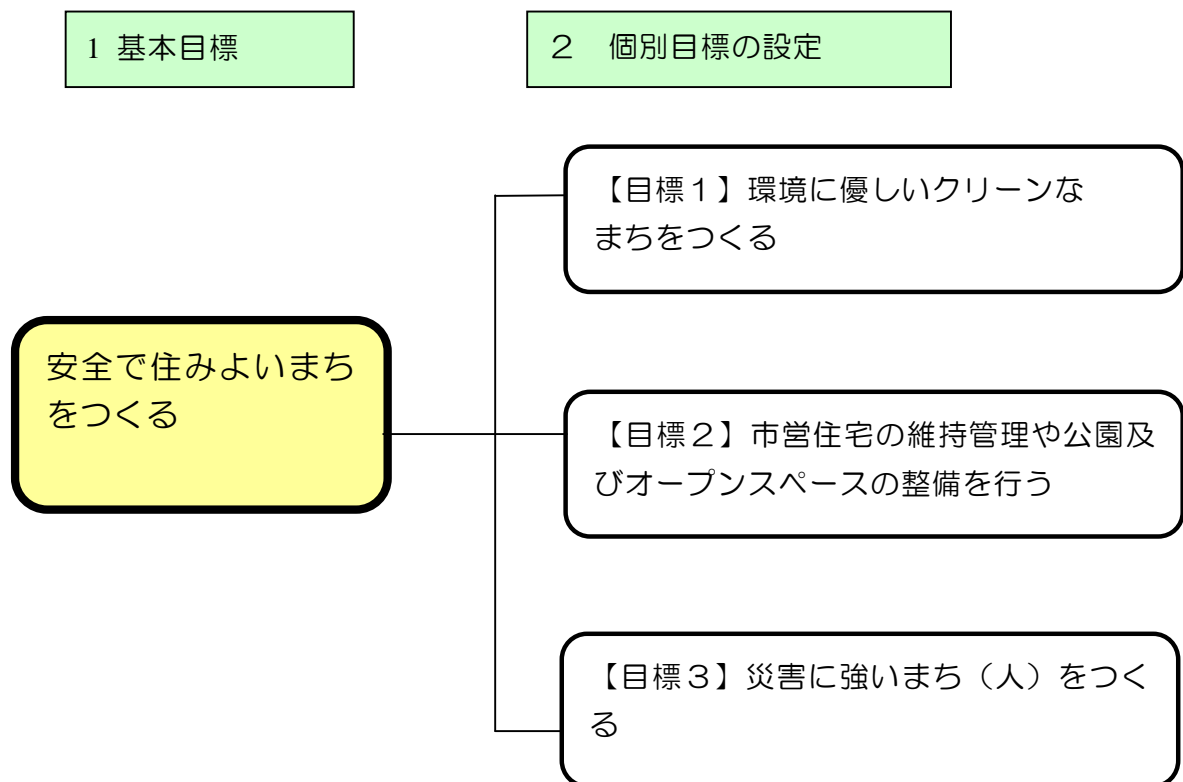 1 基本目標
２　個別目標の設定
【目標１】環境に優しいクリーンな
まちをつくる
安全で住みよいまち
をつくる
【目標２】市営住宅の維持管理や公園及
びオープンスペースの整備を行う
【目標３】災害に強いまち（人）をつく
る